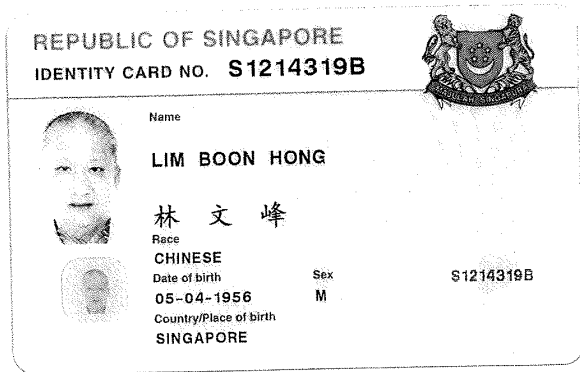 REPUBLIC OF SINGAPORE
IDENTITY CARD NO. S1214319B
Name
LIM BOON HONG
林 文 峰
Race
CHINESE
Date of birth Sex
05-04-1956 M
S1214319B
Country/Place of birth
SINGAPORE